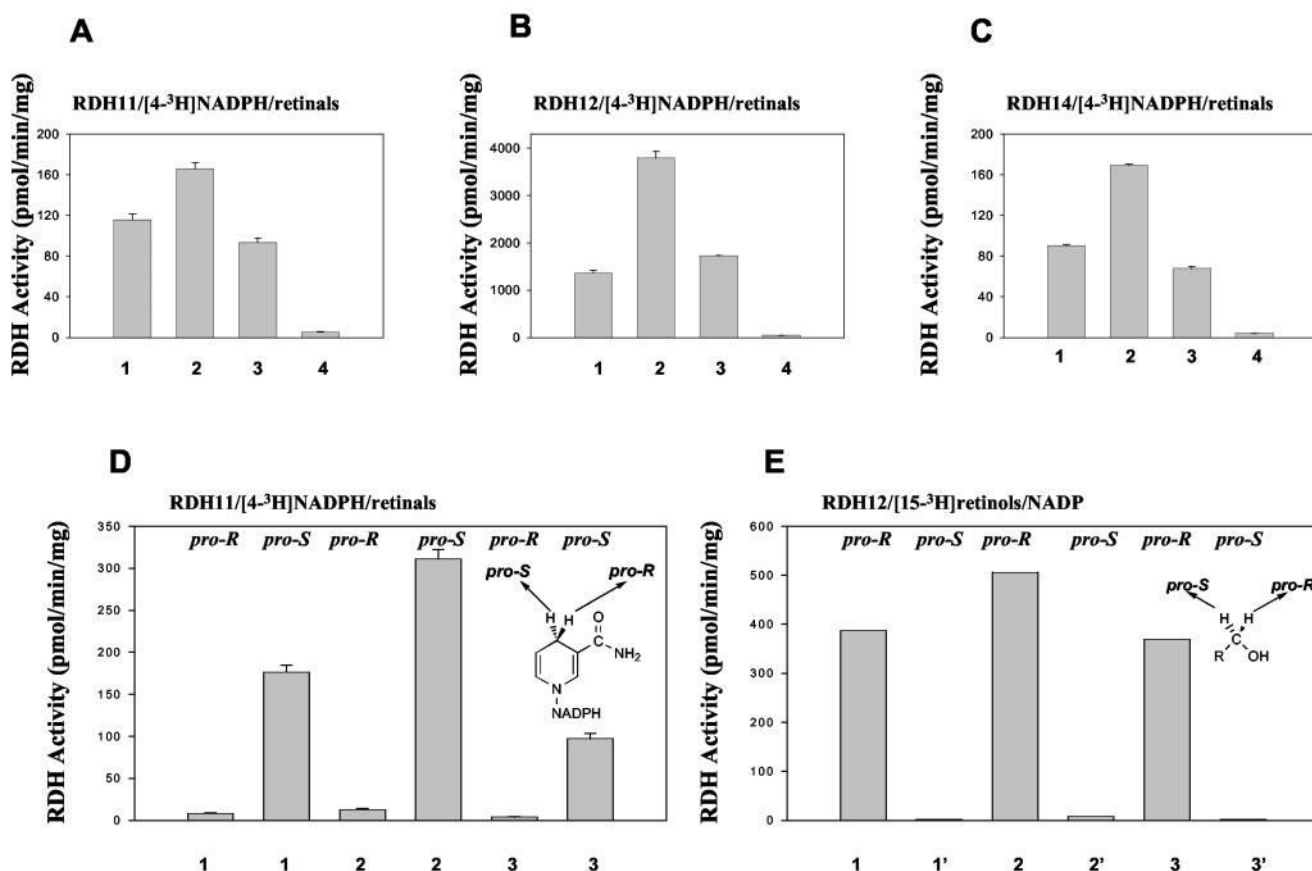 A
B
C
RDH11/[4-³H]NADPH/retinals
RDH12/[4-³H]NADPH/retinals
RDH14/[4-³H]NADPH/retinals
RDH Activity (pmol/min/mg)
200
160
120
80
40
0
1 2 3 4
RDH Activity (pmol/min/mg)
4000
3000
2000
1000
0
1 2 3 4
RDH Activity (pmol/min/mg)
200
160
120
80
40
0
1 2 3 4
D
E
RDH11/[4-³H]NADPH/retinals
RDH12/[15-³H]retinols/NADP
RDH Activity (pmol/min/mg)
350
300
250
200
150
100
50
0
pro-R pro-S pro-R pro-S pro-R pro-S
pro-S pro-R
H H O
C
NH₂
N
NADPH
1 1 2 2 3 3
RDH Activity (pmol/min/mg)
600
500
400
300
200
100
0
pro-R pro-S pro-R pro-S pro-R pro-S
pro-S pro-R
H H
C
R OH
1 1' 2 2' 3 3'